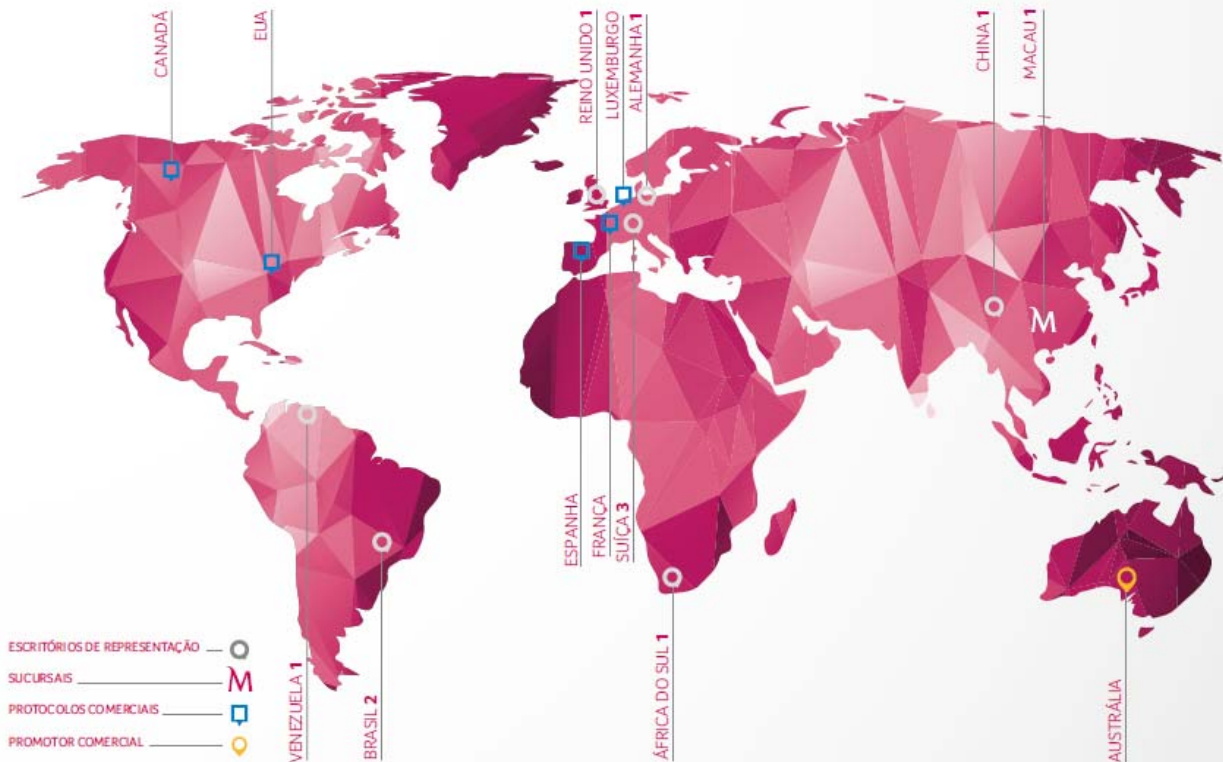 CANADÁ
EUA
REINO UNIDO 1
LUXEMBURGO
ALEMANHA 1
CHINA 1
MACAU 1
M
ESPANHA
FRANÇA
SUÍÇA 3
ESCRITÓRIOS DE REPRESENTAÇÃO
SUCURSAIS M
PROTOCOLOS COMERCIAIS
PROMOTOR COMERCIAL
VENEZUELA 1
BRASIL 2
ÁFRICA DO SUL 1
AUSTRÁLIA